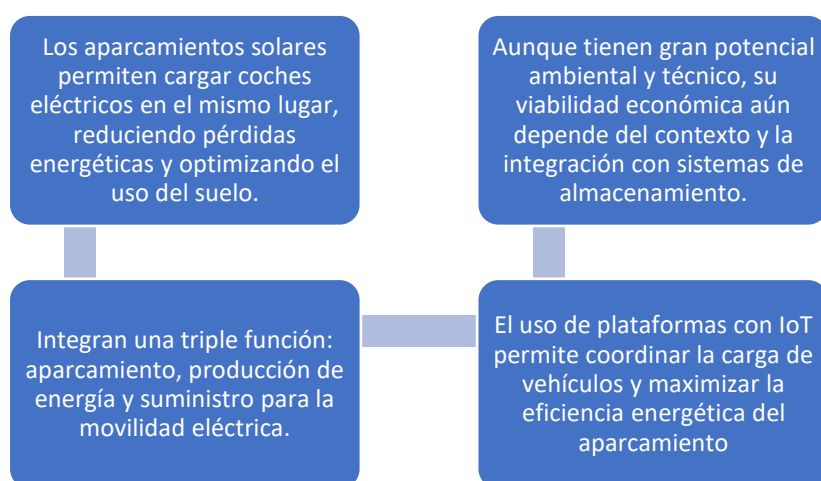 Los aparcamientos solares
permiten cargar coches
eléctricos en el mismo lugar,
reduciendo pérdidas
energéticas y optimizando el
uso del suelo.
Integran una triple función:
aparcamiento, producción de
energía y suministro para la
movilidad eléctrica.
El uso de plataformas con IoT
permite coordinar la carga de
vehículos y maximizar la
eficiencia energética del
aparcamiento
Aunque tienen gran potencial
ambiental y técnico, su
viabilidad económica aún
depende del contexto y la
integración con sistemas de
almacenamiento.